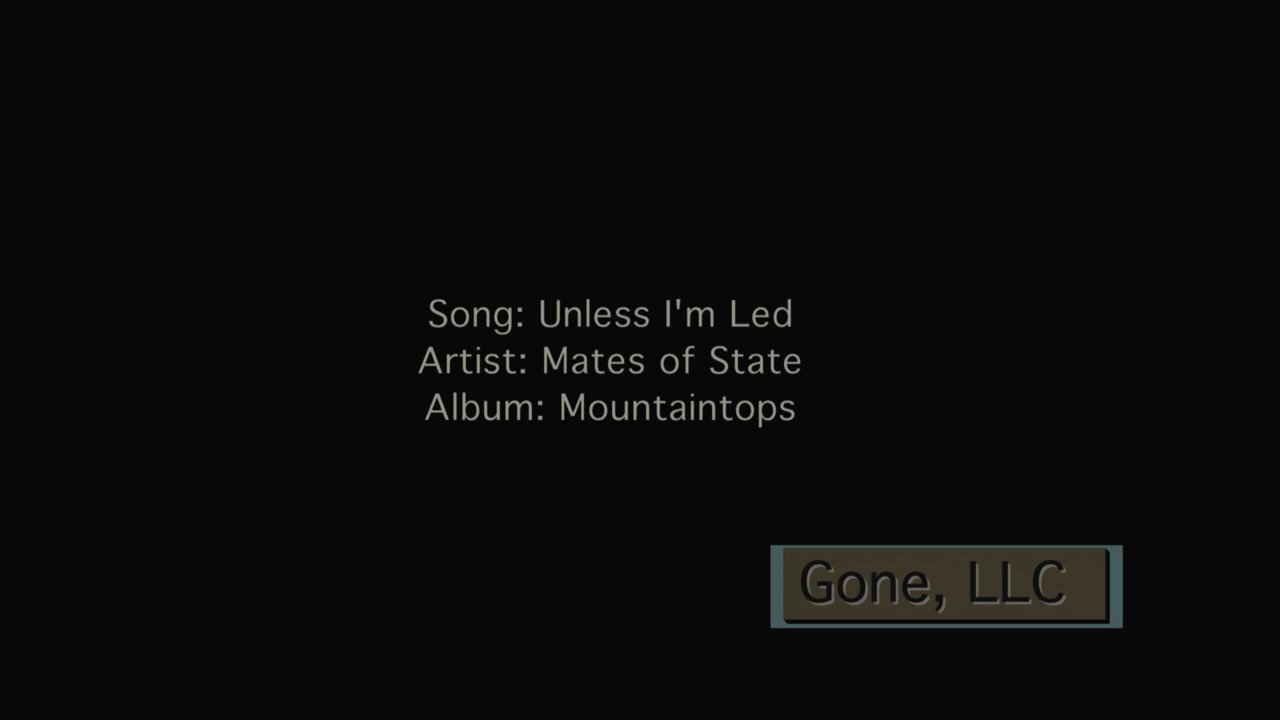 Song: Unless I'm Led
Artist: Mates of State
Album: Mountaintops
Gone, LLC